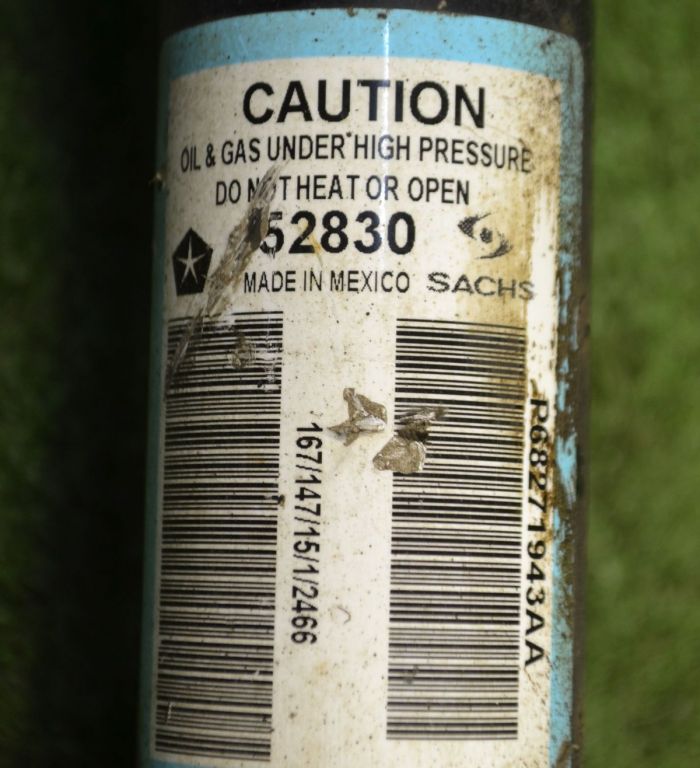 CAUTION
OIL & GAS UNDER HIGH PRESSURE
DO NOT HEAT OR OPEN
52830
MADE IN MEXICO
SACHS
167/147/15/1/2466
P68271943AA